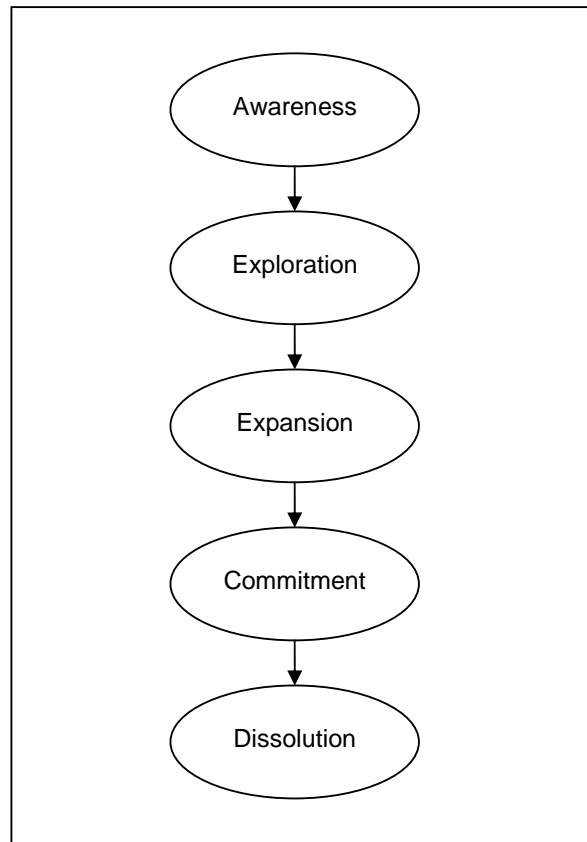 Awareness
Exploration
Expansion
Commitment
Dissolution